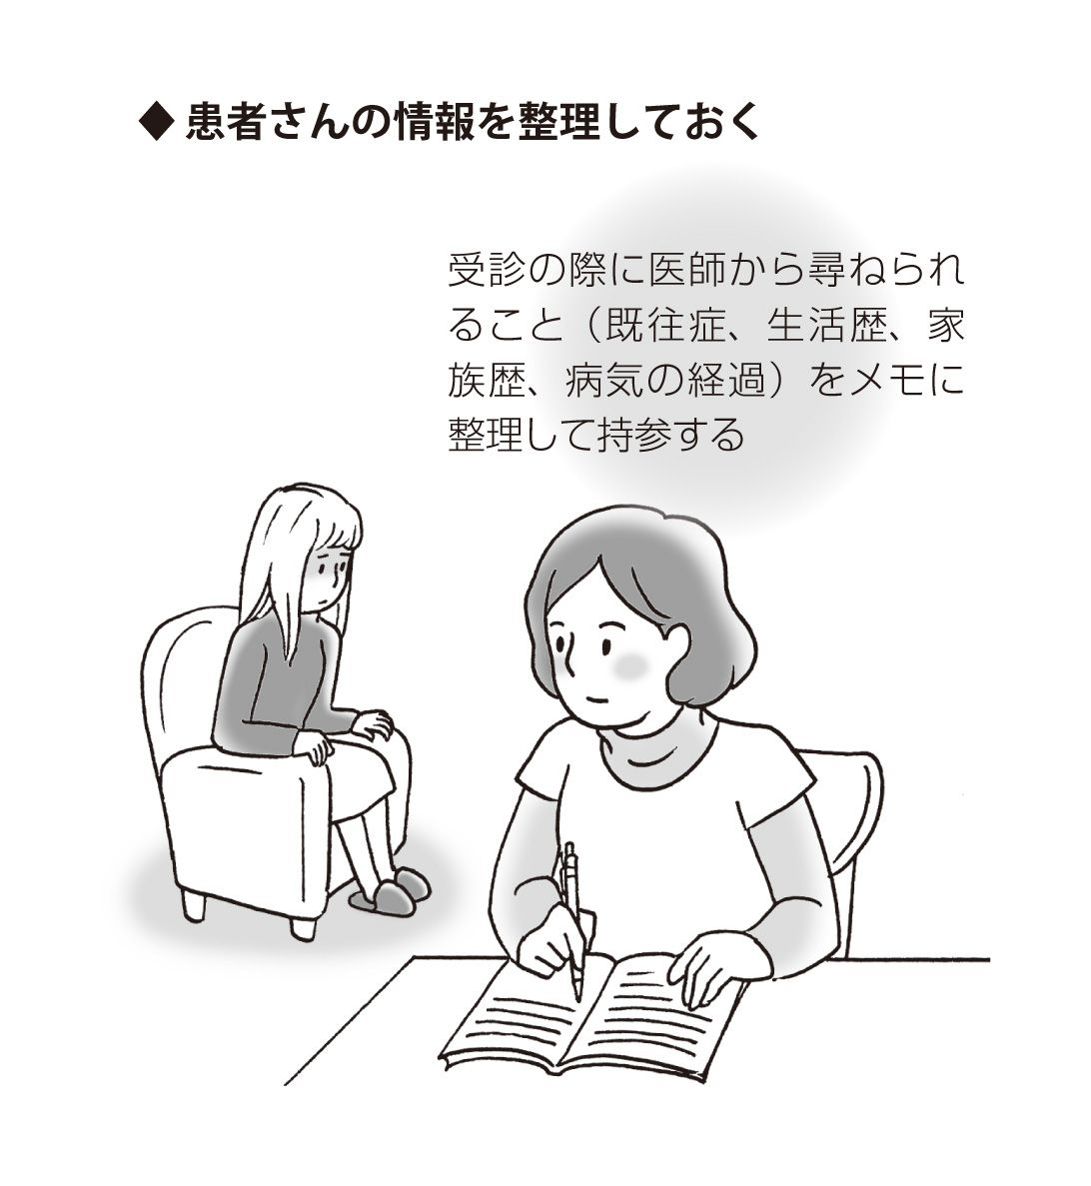 ◆ 患者さんの情報を整理しておく
受診の際に医師から尋ねられ
ること（既往症、生活歴、家
族歴、病気の経過）をメモに
整理して持参する